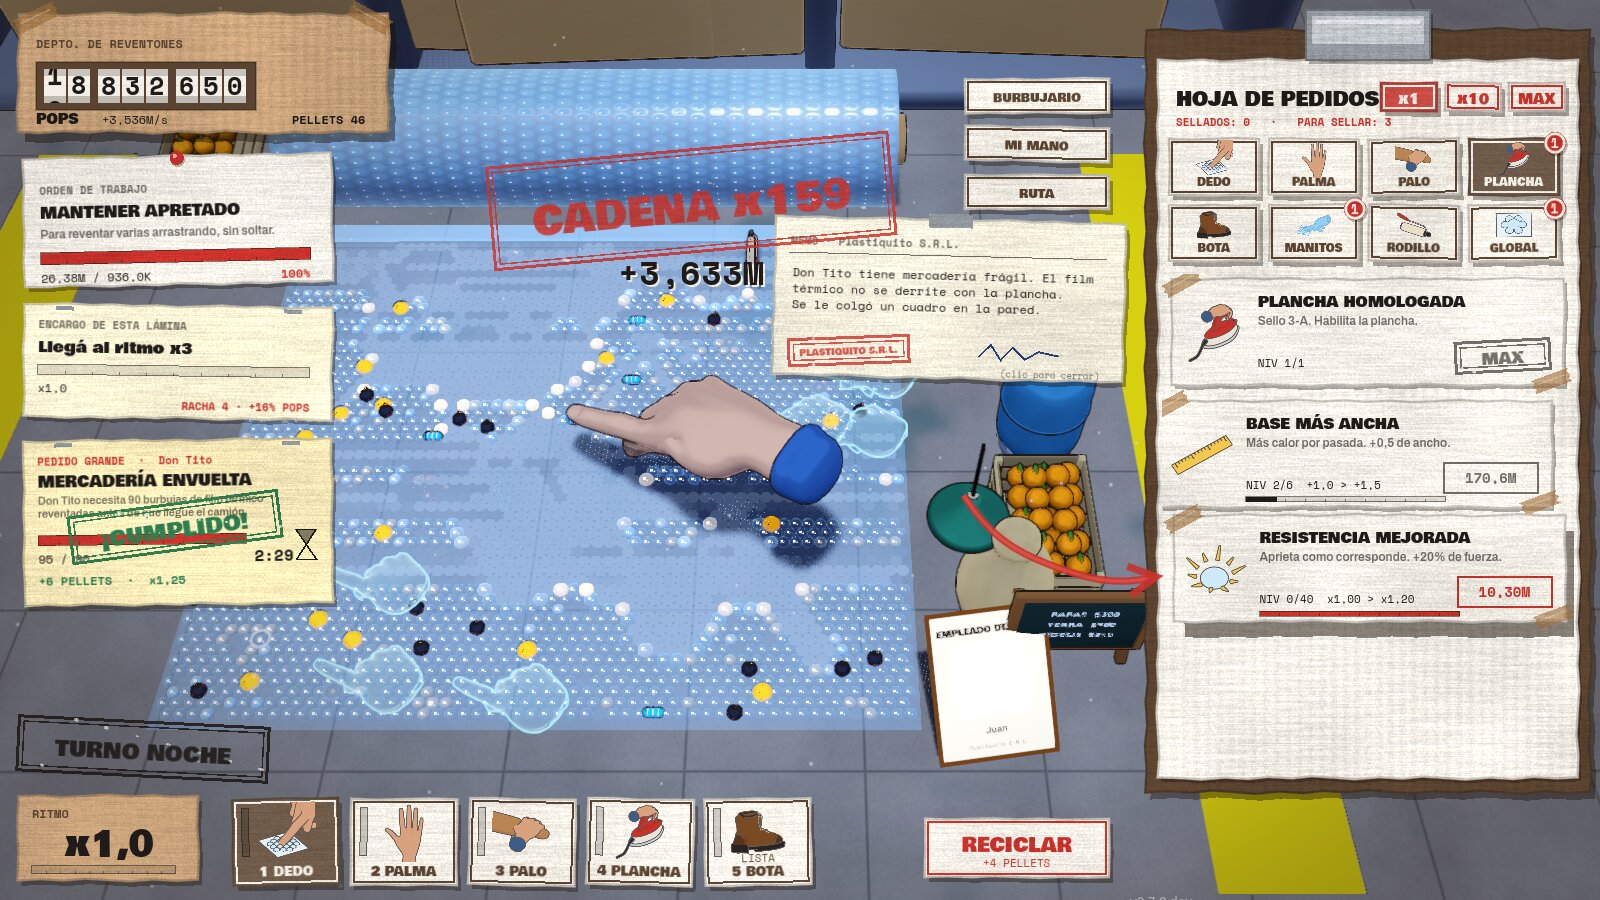 DEPTO. DE REVENTONES
8 832 650
POPS +3,536M/s PELLETS 46
ORDEN DE TRABAJO
MANTENER APRETADO
Para reventar varias arrastrando, sin soltar.
26.38M / 936.0K 100%
ENCARGO DE ESTA LÁMINA
Llegá al ritmo x3
x1,0
RACHA 4 · +16% POPS
PEDIDO GRANDE · Don Tito
MERCADERÍA ENVUELTA
Don Tito necesita 90 burbujas de
¡CUMPLIDO!
95 /
2:29
+6 PELLETS · x1,25
TURNO NOCHE
RITMO
x1,0
1 DEDO
2 PALMA
3 PALO
4 PLANCHA
LISTA
5 BOTA
CADENA x159
+3,633M
Plastiquito S.R.L.
Don Tito tiene mercadería frágil. El film
térmico no se derrite con la plancha.
Se le colgó un cuadro en la pared.
PLASTIQUITO S.R.L.
(clic para cerrar)
BURBUJARIO
MI MANO
RUTA
EMPLEADO
Juan
RECICLAR
+4 PELLETS
HOJA DE PEDIDOS
x1
x10
MAX
SELLADOS: 0 · PARA SELLAR: 3
DEDO
PALMA
PALO
PLANCHA
1
BOTA
MANITOS
1
RODILLO
GLOBAL
1
PLANCHA HOMOLOGADA
Sello 3-A. Habilita la plancha.
NIV 1/1
MAX
BASE MÁS ANCHA
Más calor por pasada. +0,5 de ancho.
NIV 2/6 +1.0 > +1.5
170.6M
RESISTENCIA MEJORADA
Aprieta como corresponde. +20% de fuerza.
NIV 0/40 x1.00 > x1.20
10.30M